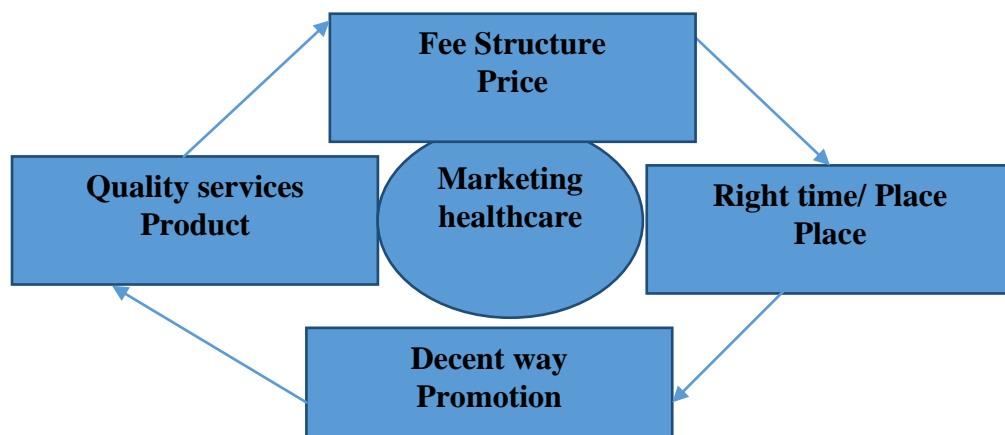 Fee Structure
Price
Quality services
Product
Marketing
healthcare
Right time/ Place
Place
Decent way
Promotion